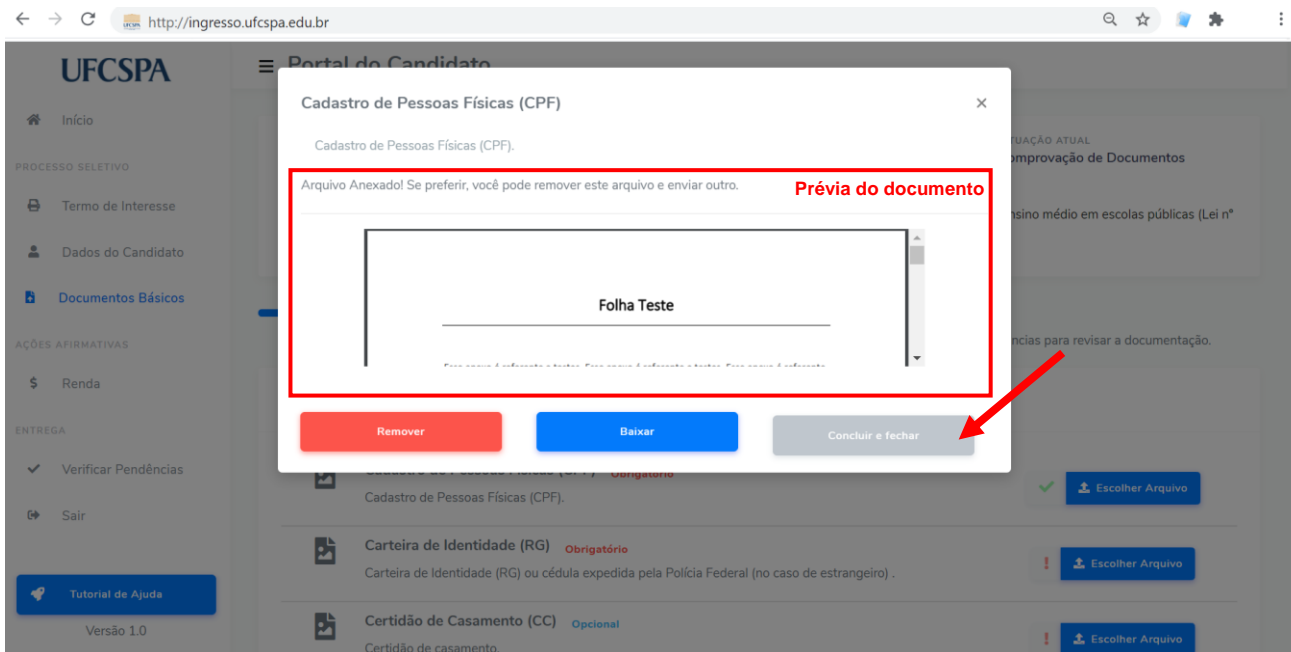 http://ingresso.ufcspa.edu.br
UFCSPA
Portal do Candidato
Início
PROCESSO SELETIVO
Termo de Interesse
Dados do Candidato
Documentos Básicos
AÇÕES AFIRMATIVAS
Renda
ENTREGA
Verificar Pendências
Sair
Tutorial de Ajuda
Versão 1.0
Cadastro de Pessoas Físicas (CPF)
×
Cadastro de Pessoas Físicas (CPF).
Arquivo Anexado! Se preferir, você pode remover este arquivo e enviar outro.
Prévia do documento
Folha Teste
Remover
Baixar
Concluir e fechar
TUAÇÃO ATUAL
omprovação de Documentos
nsino médio em escolas públicas (Lei nº
ncias para revisar a documentação.
Cadastro de Pessoas Físicas (CPF) Obrigatório
Cadastro de Pessoas Físicas (CPF).
Escolher Arquivo
Carteira de Identidade (RG) Obrigatório
Carteira de Identidade (RG) ou cédula expedida pela Polícia Federal (no caso de estrangeiro) .
! Escolher Arquivo
Certidão de Casamento (CC) Opcional
Certidão de casamento.
! Escolher Arquivo